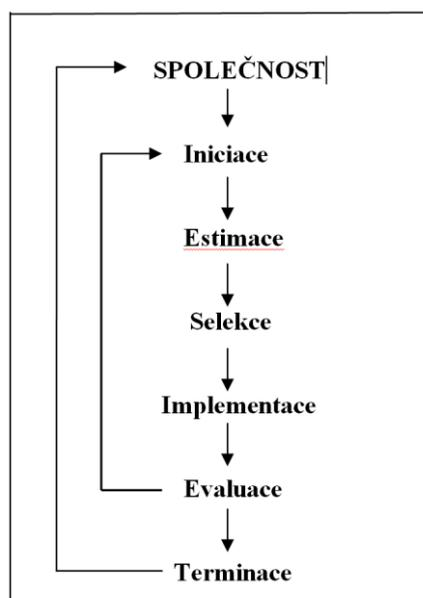 SPOLEČNOST
Iniciace
Estimace
Selekce
Implementace
Evaluace
Terminace